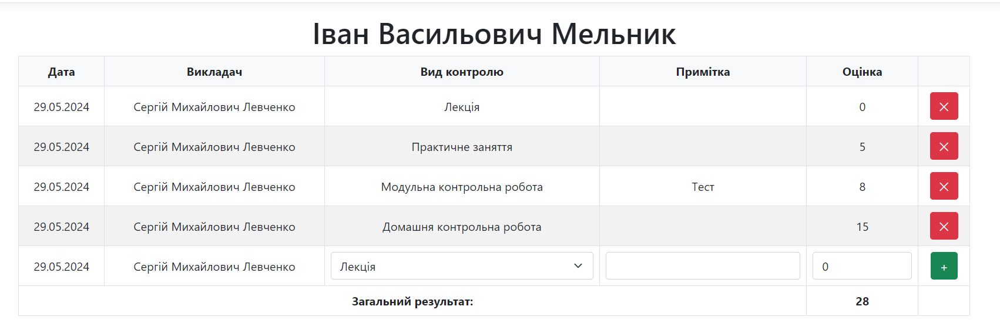 Іван Васильович Мельник
Дата Викладач Вид контролю Примітка Оцінка
29.05.2024 Сергій Михайлович Левченко Лекція 0
29.05.2024 Сергій Михайлович Левченко Практичне заняття 5
29.05.2024 Сергій Михайлович Левченко Модульна контрольна робота Тест 8
29.05.2024 Сергій Михайлович Левченко Домашня контрольна робота 15
29.05.2024 Сергій Михайлович Левченко Лекція 0 +
Загальний результат: 28